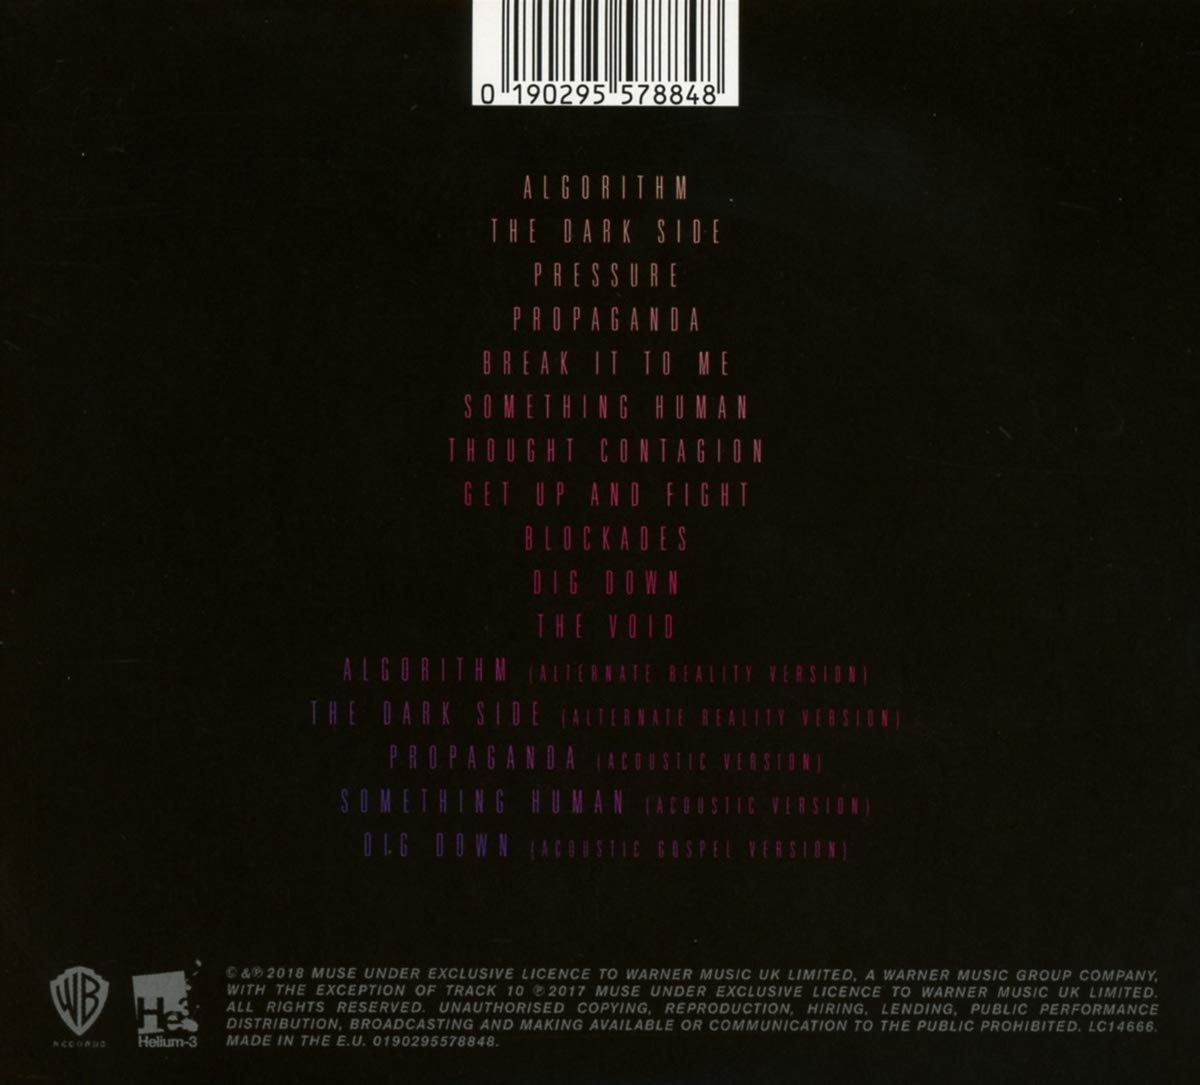 0 190295 578848
ALGORITHM
THE DARK SIDE
PRESSURE
PROPAGANDA
BREAK IT TO ME
SOMETHING HUMAN
THOUGHT CONTAGION
GET UP AND FIGHT
BLOCKADES
DIG DOWN
THE VOID
ALGORITHM (ALTERNATE REALITY VERSION)
THE DARK SIDE (ALTERNATE REALITY VERSION)
PROPAGANDA (ACOUSTIC VERSION)
SOMETHING HUMAN (ACOUSTIC VERSION)
DIG DOWN (ACOUSTIC GOSPEL VERSION)
WB
RECORDS
He3
Helium-3
© & ℗ 2018 MUSE UNDER EXCLUSIVE LICENCE TO WARNER MUSIC UK LIMITED, A WARNER MUSIC GROUP COMPANY,
WITH THE EXCEPTION OF TRACK 10 ℗ 2017 MUSE UNDER EXCLUSIVE LICENCE TO WARNER MUSIC UK LIMITED.
ALL RIGHTS RESERVED. UNAUTHORISED COPYING, REPRODUCTION, HIRING, LENDING, PUBLIC PERFORMANCE
DISTRIBUTION, BROADCASTING AND MAKING AVAILABLE OR COMMUNICATION TO THE PUBLIC PROHIBITED. LC14666.
MADE IN THE E.U. 0190295578848.